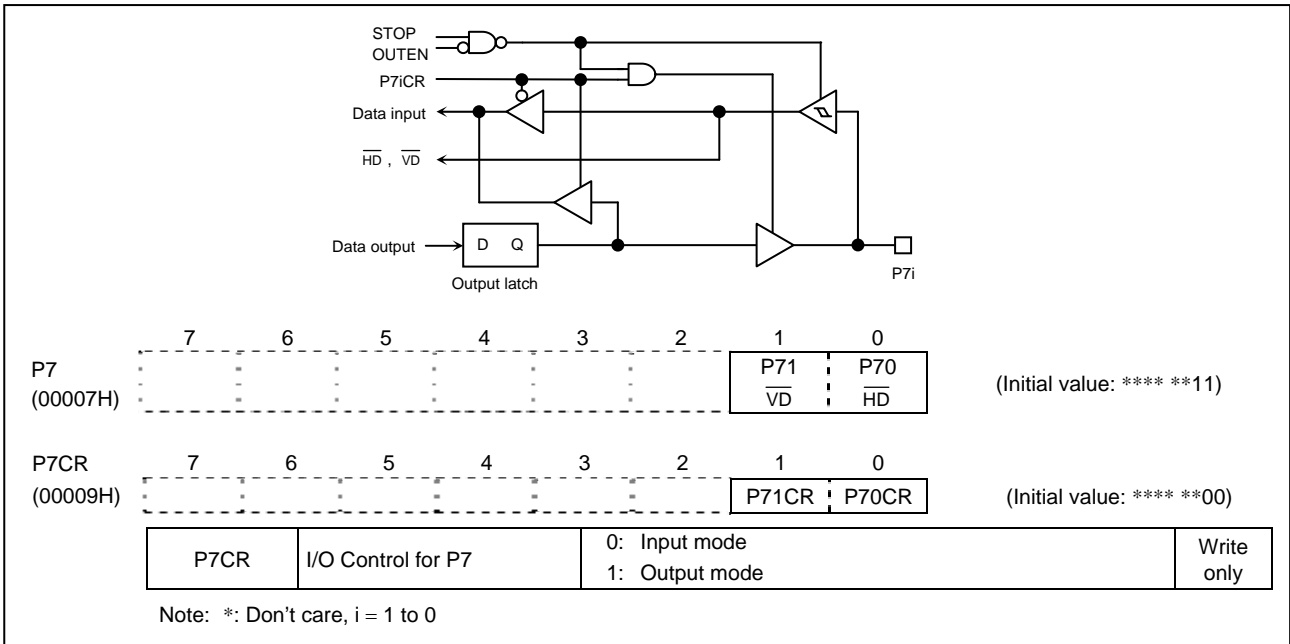 STOP
OUTEN
P7iCR
Data input
HD , VD
Data output
D Q
Output latch
P7i
7 6 5 4 3 2 1 0
P7
(00007H)
P71 P70
VD HD
(Initial value: **** **11)
P7CR
(00009H)
7 6 5 4 3 2 1 0
P71CR P70CR
(Initial value: **** **00)
P7CR
I/O Control for P7
0: Input mode
1: Output mode
Write
only
Note: *: Don't care, i = 1 to 0